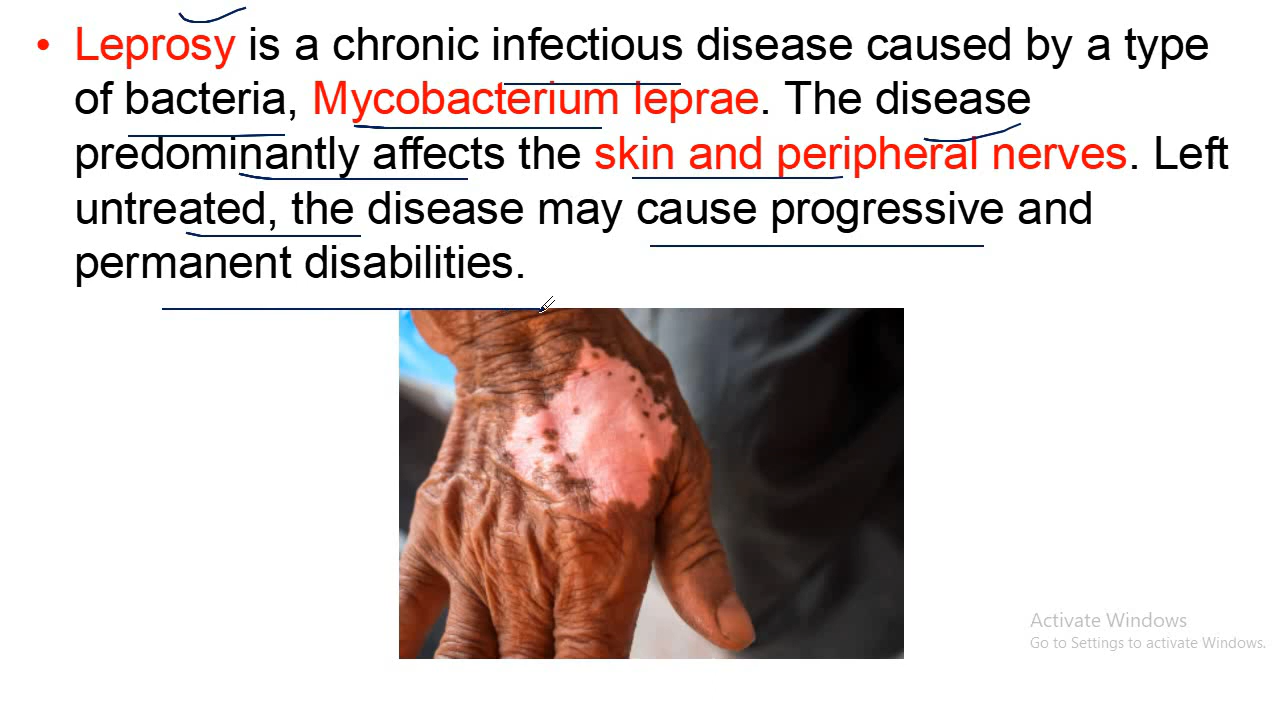 • Leprosy is a chronic infectious disease caused by a type
of bacteria, Mycobacterium leprae. The disease
predominantly affects the skin and peripheral nerves. Left
untreated, the disease may cause progressive and
permanent disabilities.
Activate Windows
Go to Settings to activate Windows.